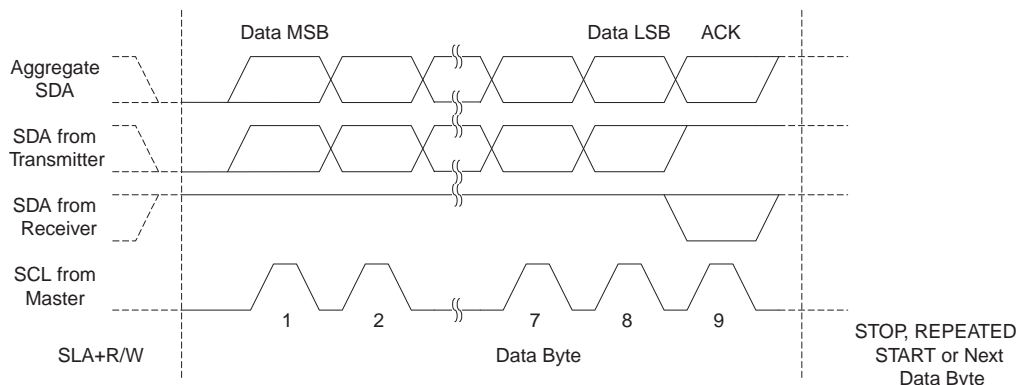 Data MSB
Data LSB
ACK
Aggregate
SDA
SDA from
Transmitter
SDA from
Receiver
SCL from
Master
1
2
7
8
9
SLA+R/W
Data Byte
STOP, REPEATED
START or Next
Data Byte